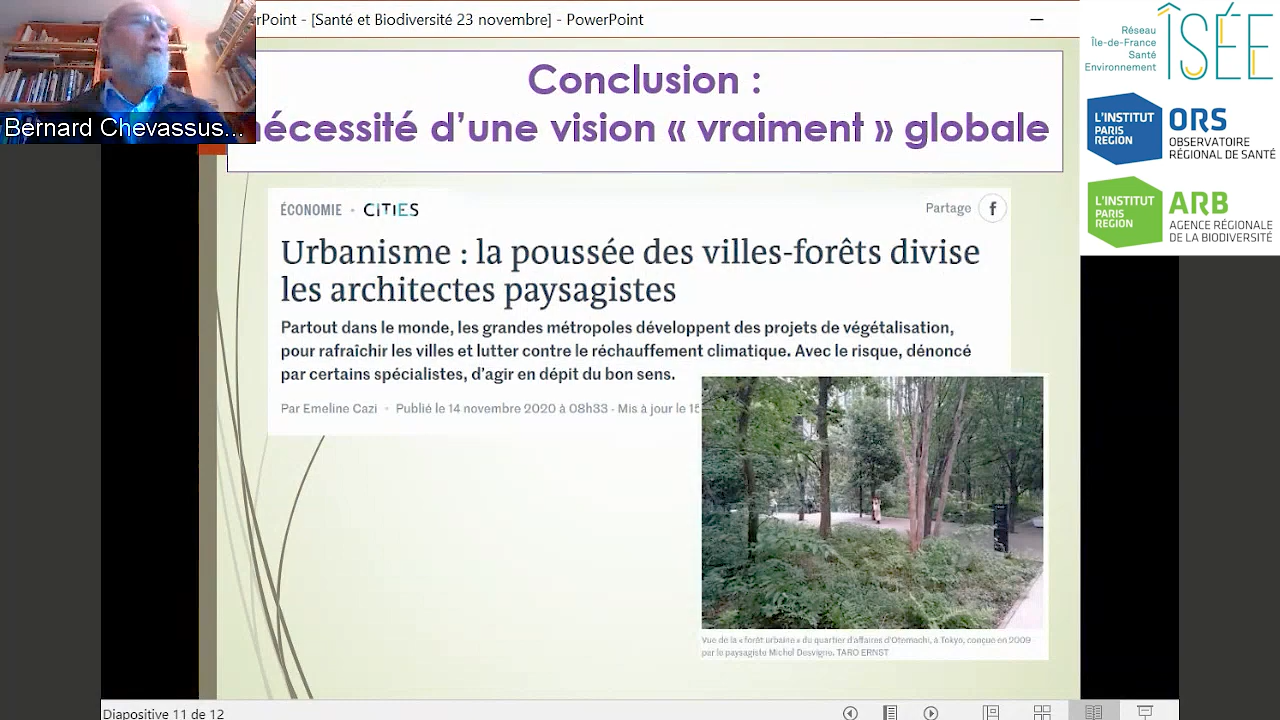 Point - [Santé et Biodiversité 23 novembre] - PowerPoint
Bernard Chevassus...
Conclusion :
nécessité d’une vision « vraiment » globale
ÉCONOMIE • CITIES
Partage f
Urbanisme : la poussée des villes-forêts divise
les architectes paysagistes
Partout dans le monde, les grandes métropoles développent des projets de végétalisation,
pour rafraîchir les villes et lutter contre le réchauffement climatique. Avec le risque, dénoncé
par certains spécialistes, d’agir en dépit du bon sens.
Par Emeline Cazi • Publié le 14 novembre 2020 à 08h33 - Mis à jour le 15
Vue de la « forêt urbaine » du quartier d'affaires d'Otemachi, à Tokyo, conçue en 2009
par le paysagiste Michel Desvigne. TARO ERNST
Diapositive 11 de 12
Réseau
Île-de-France
Santé
Environnement
ÎSÉE
L'INSTITUT
PARIS
REGION
ORS
OBSERVATOIRE
RÉGIONAL DE SANTÉ
L'INSTITUT
PARIS
REGION
ARB
AGENCE RÉGIONALE
DE LA BIODIVERSITÉ